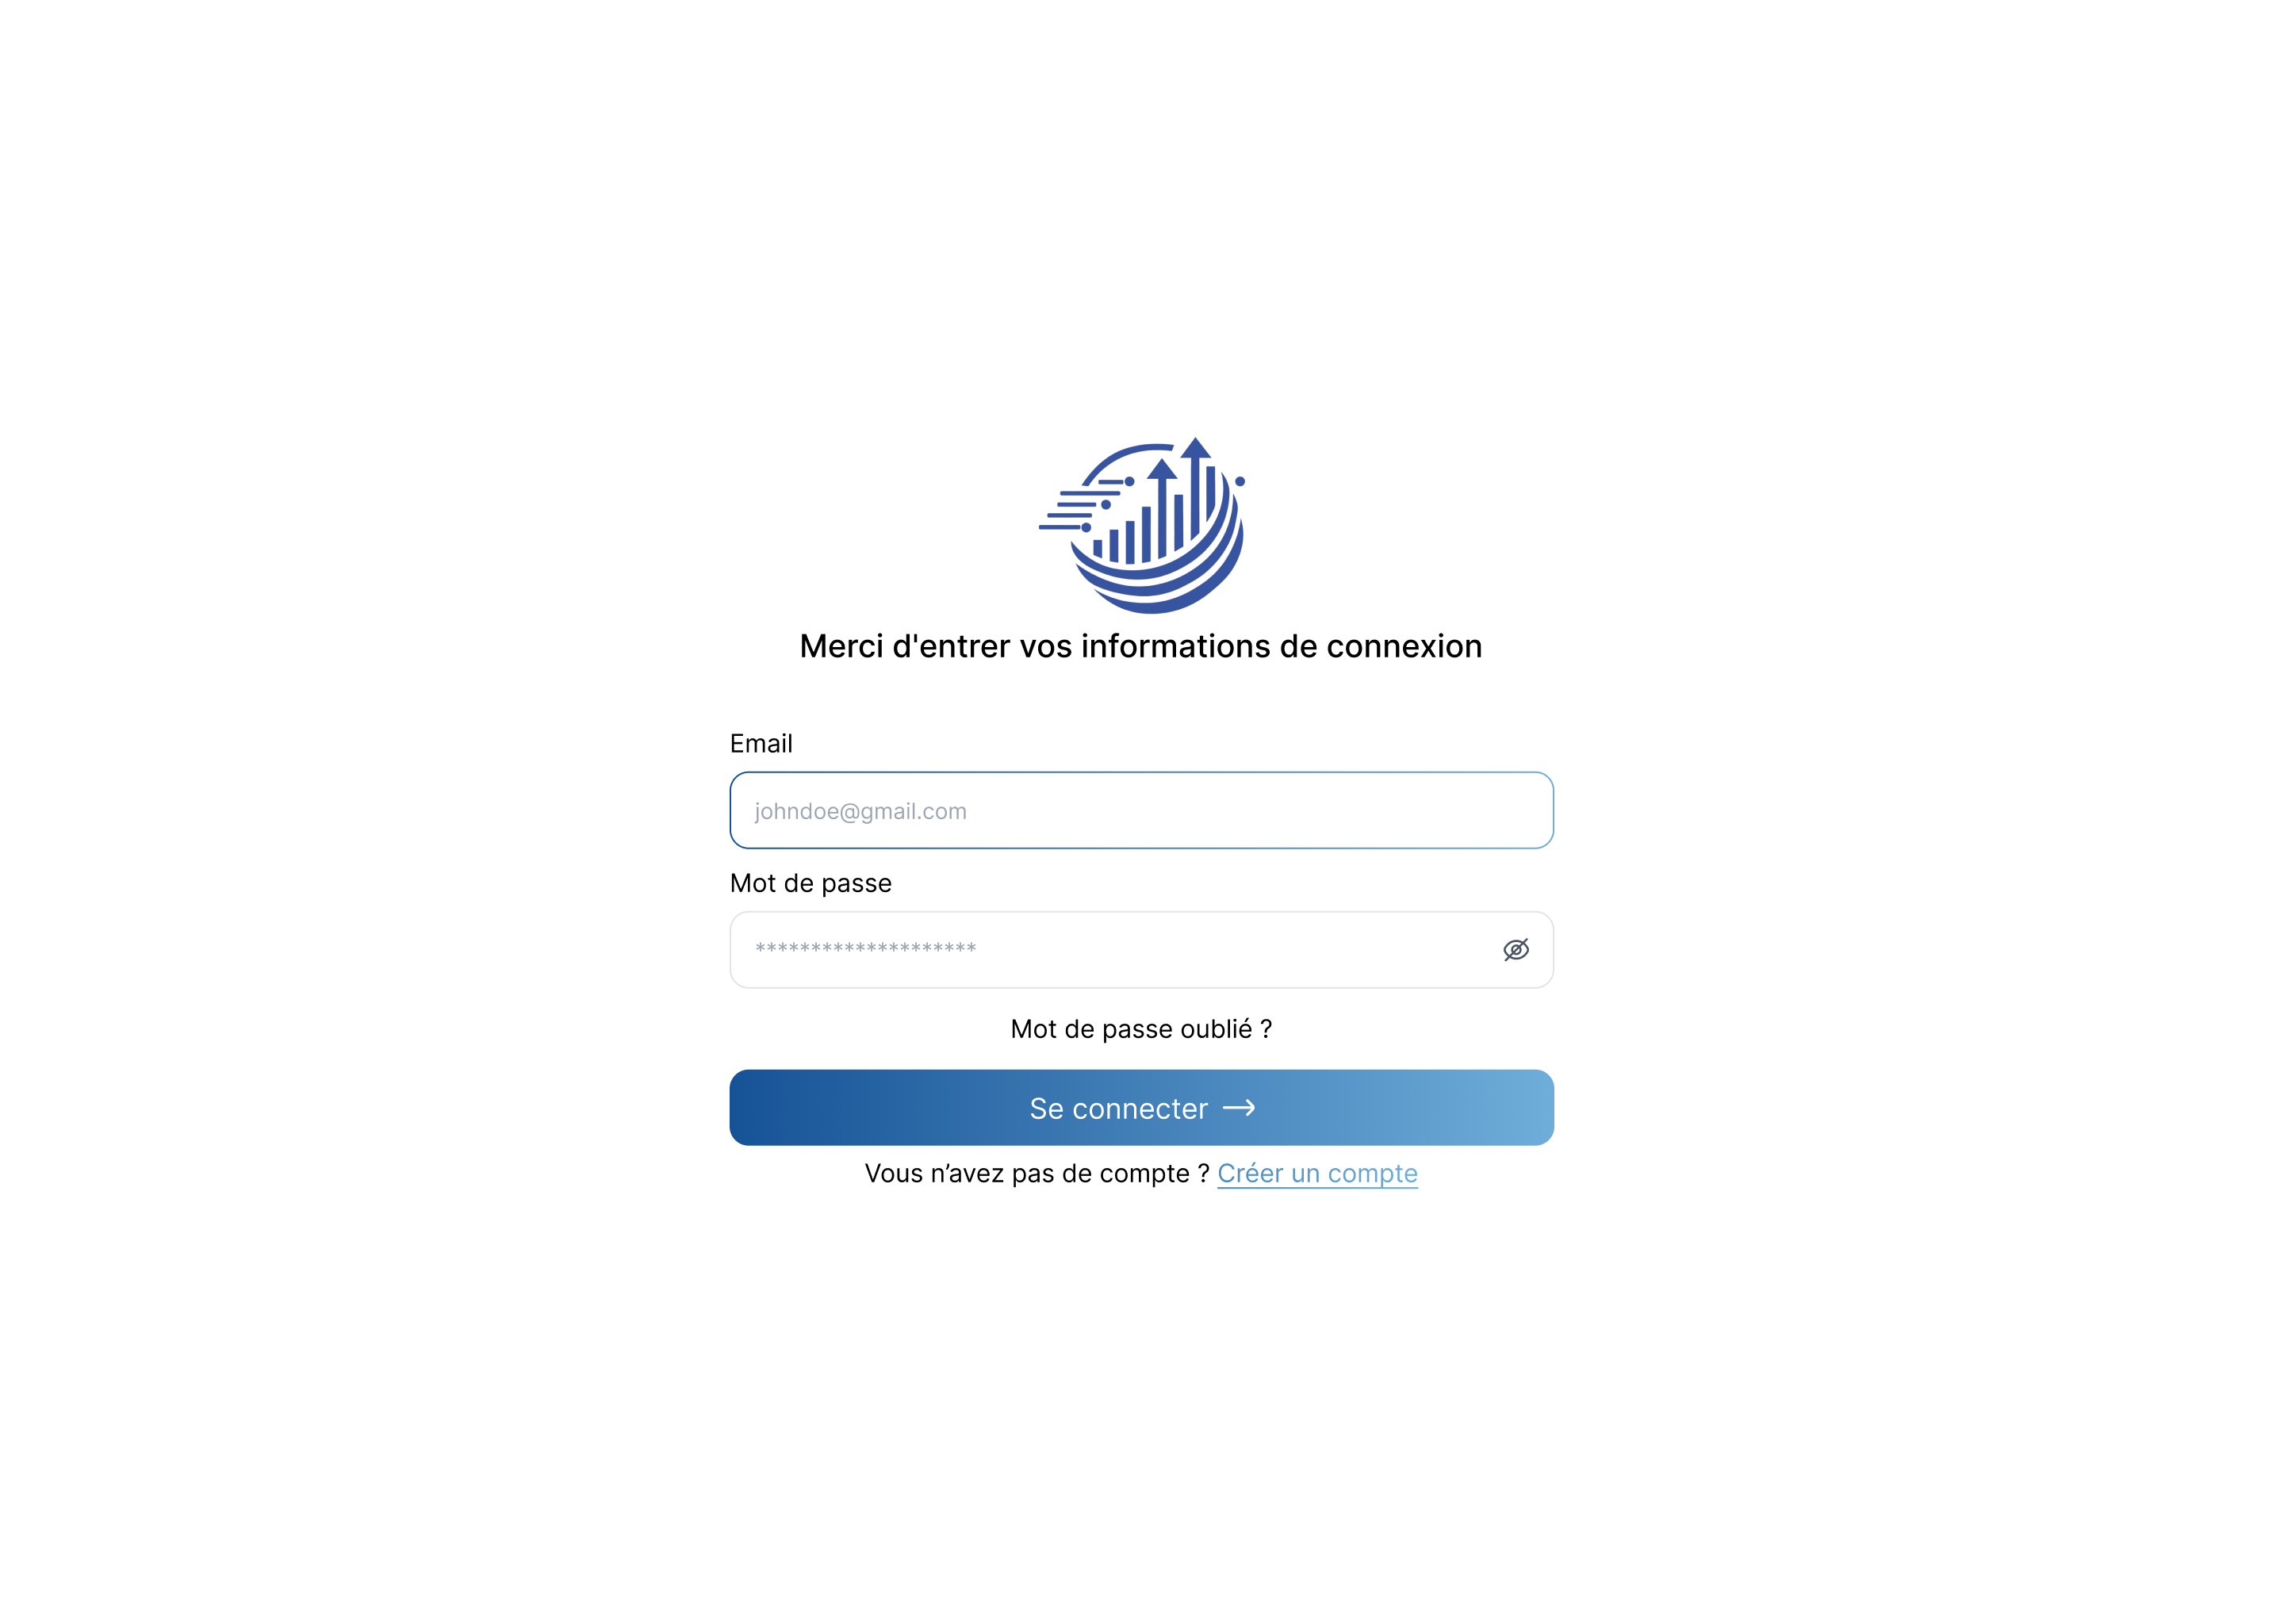 Merci d'entrer vos informations de connexion
Email
johndoe@gmail.com
Mot de passe
********************
Mot de passe oublié ?
Se connecter
Vous n’avez pas de compte ? Créer un compte